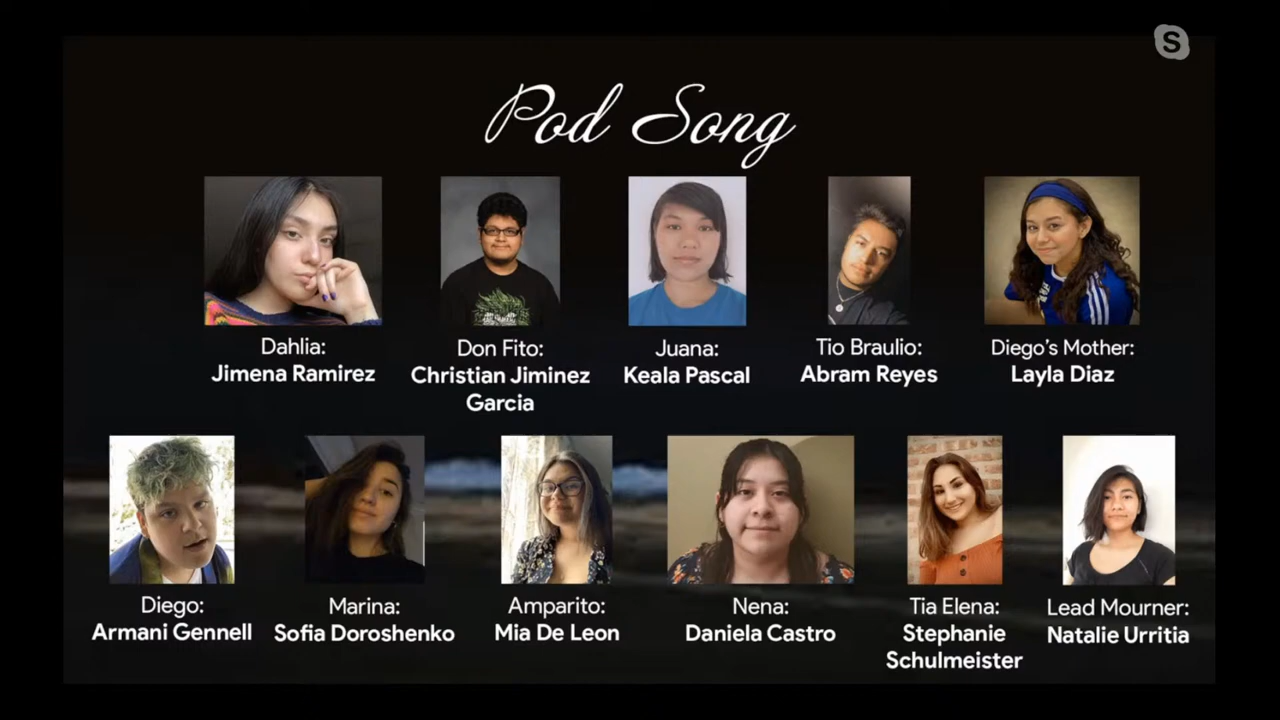 S
Pod Song
Dahlia:
Jimena Ramirez
Don Fito:
Christian Jiminez
Garcia
Juana:
Keala Pascal
Tio Braulio:
Abram Reyes
Diego's Mother:
Layla Diaz
Diego:
Armani Gennell
Marina:
Sofia Doroshenko
Amparito:
Mia De Leon
Nena:
Daniela Castro
Tia Elena:
Stephanie
Schulmeister
Lead Mourner:
Natalie Urritia